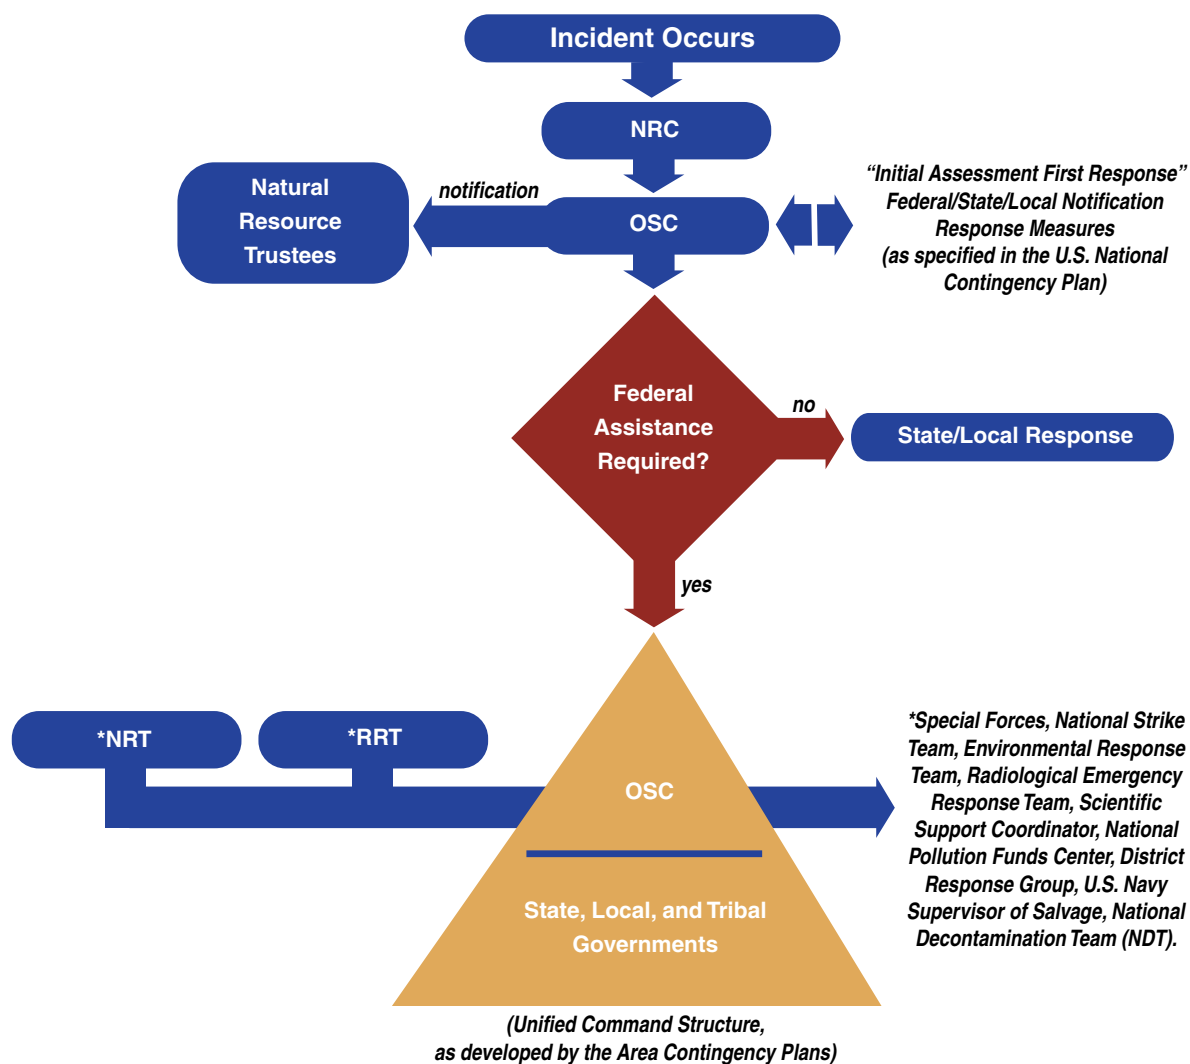 Incident Occurs
NRC
Natural
Resource
Trustees
notification
OSC
“Initial Assessment First Response”
Federal/State/Local Notification
Response Measures
(as specified in the U.S. National
Contingency Plan)
Federal
Assistance
Required?
no
State/Local Response
yes
*NRT
*RRT
OSC
State, Local, and Tribal
Governments
*Special Forces, National Strike
Team, Environmental Response
Team, Radiological Emergency
Response Team, Scientific
Support Coordinator, National
Pollution Funds Center, District
Response Group, U.S. Navy
Supervisor of Salvage, National
Decontamination Team (NDT).
(Unified Command Structure,
as developed by the Area Contingency Plans)